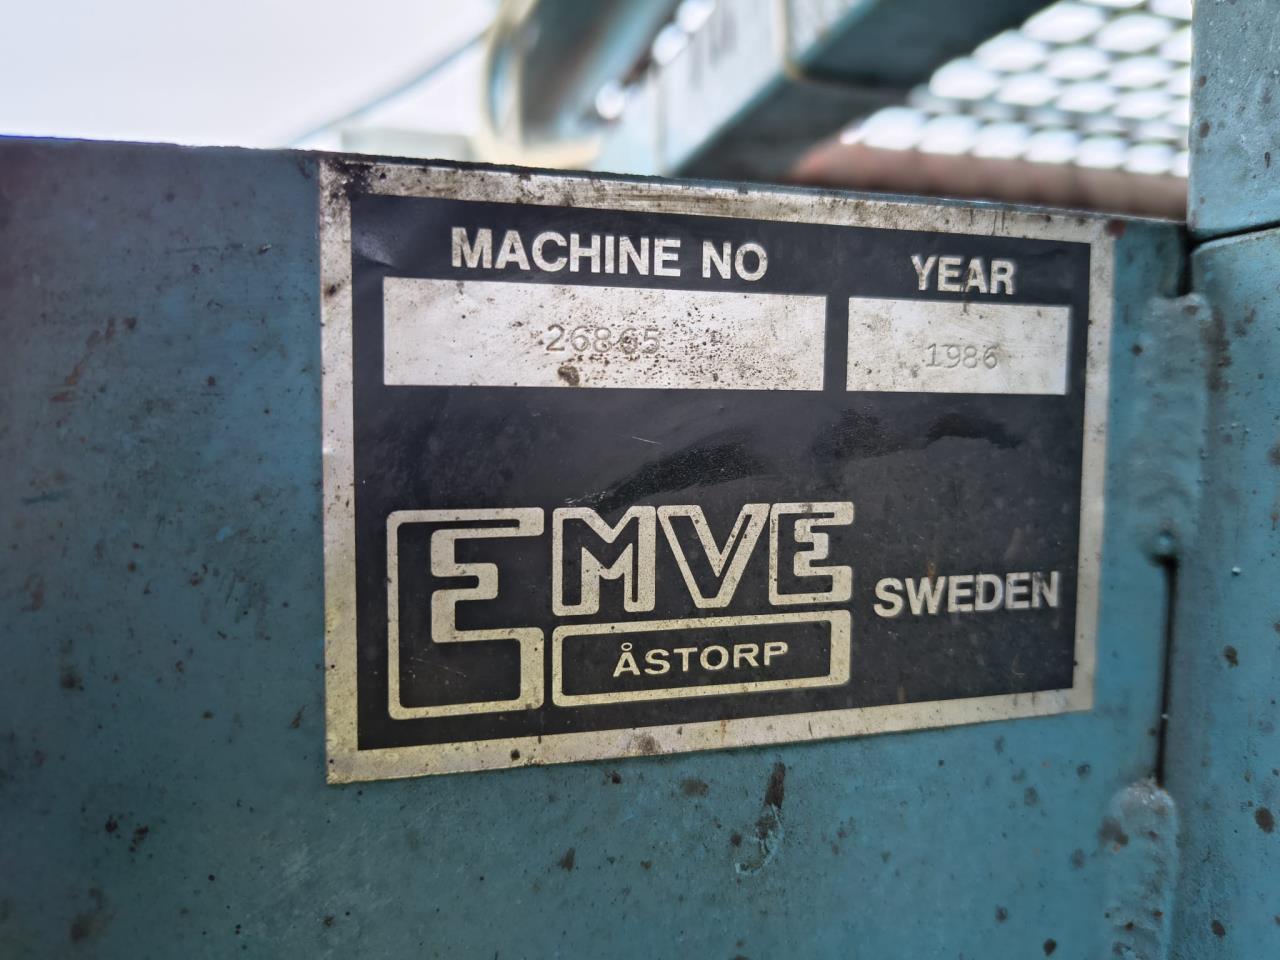 MACHINE NO YEAR
26865 1986
EMVE
ÅSTORP SWEDEN